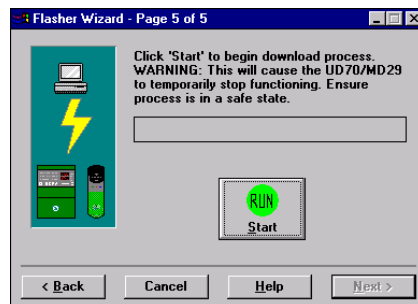 Flasher Wizard - Page 5 of 5
Click 'Start' to begin download process.
WARNING: This will cause the UD70/MD29
to temporarily stop functioning. Ensure
process is in a safe state.
RUN
Start
< Back
Cancel
Help
Next >